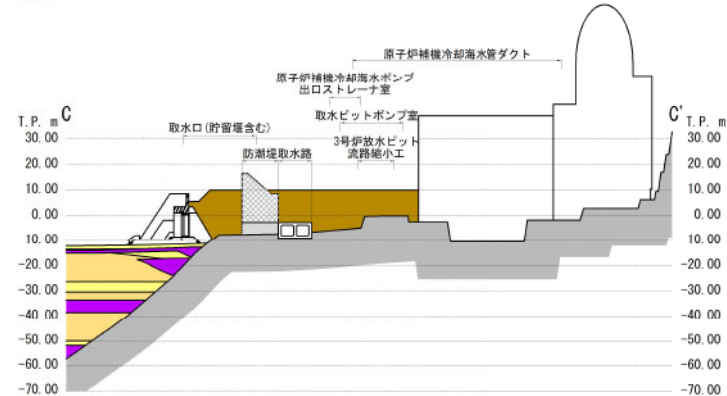 原子炉補機冷却海水管ダクト
原子炉補機冷却海水ポンプ
出口ストレーナ室
T.P. m C
C' T.P. m
取水口(貯留堰含む)
取水ピットポンプ室
3号炉放水ピット
流路縮小工
防潮堤取水路
30.00
20.00
10.00
0.00
-10.00
-20.00
-30.00
-40.00
-50.00
-60.00
-70.00
30.00
20.00
10.00
0.00
-10.00
-20.00
-30.00
-40.00
-50.00
-60.00
-70.00